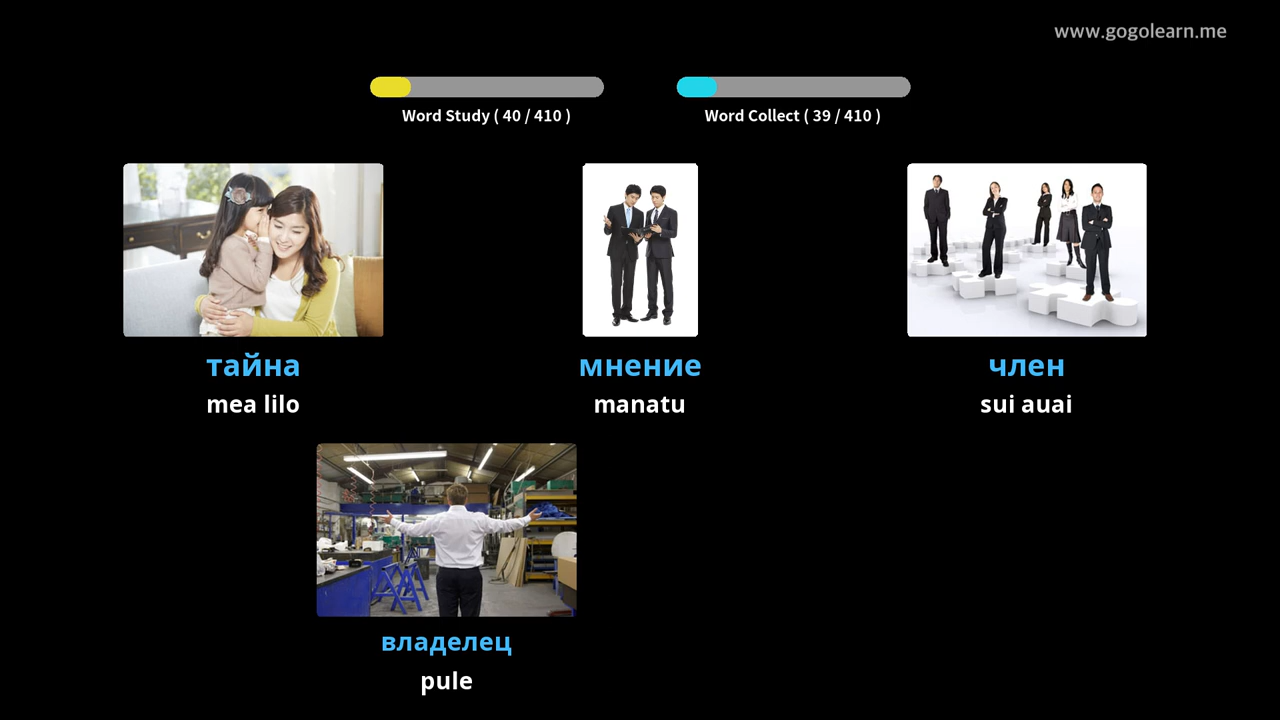 www.gogolearn.me
Word Study ( 40 / 410 )
Word Collect ( 39 / 410 )
тайна
mea lilo
мнение
manatu
член
sui auai
владелец
pule